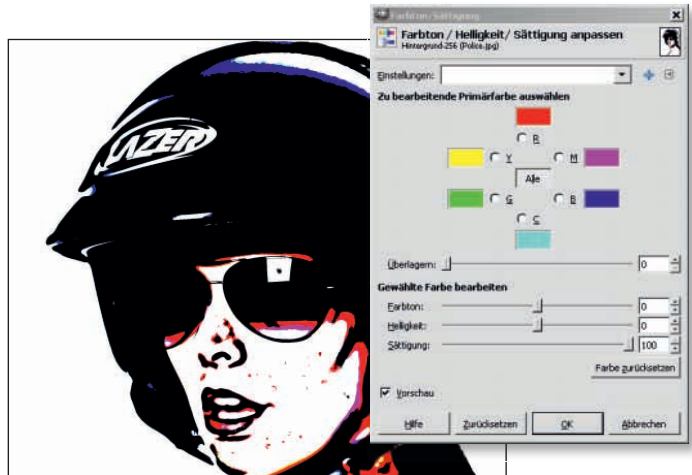 LAZER
Farbton/Sättigung
Farbton / Helligkeit/ Sättigung anpassen
Hintergrund-256 (Police.jpg)
Einstellungen:
Zu bearbeitende Primärfarbe auswählen
R
Y M
Alle
G B
C
Überlagern: 0
Gewählte Farbe bearbeiten
Farbton: 0
Helligkeit: 0
Sättigung: 100
Farbe zurücksetzen
Vorschau
Hilfe Zurücksetzen OK Abbrechen